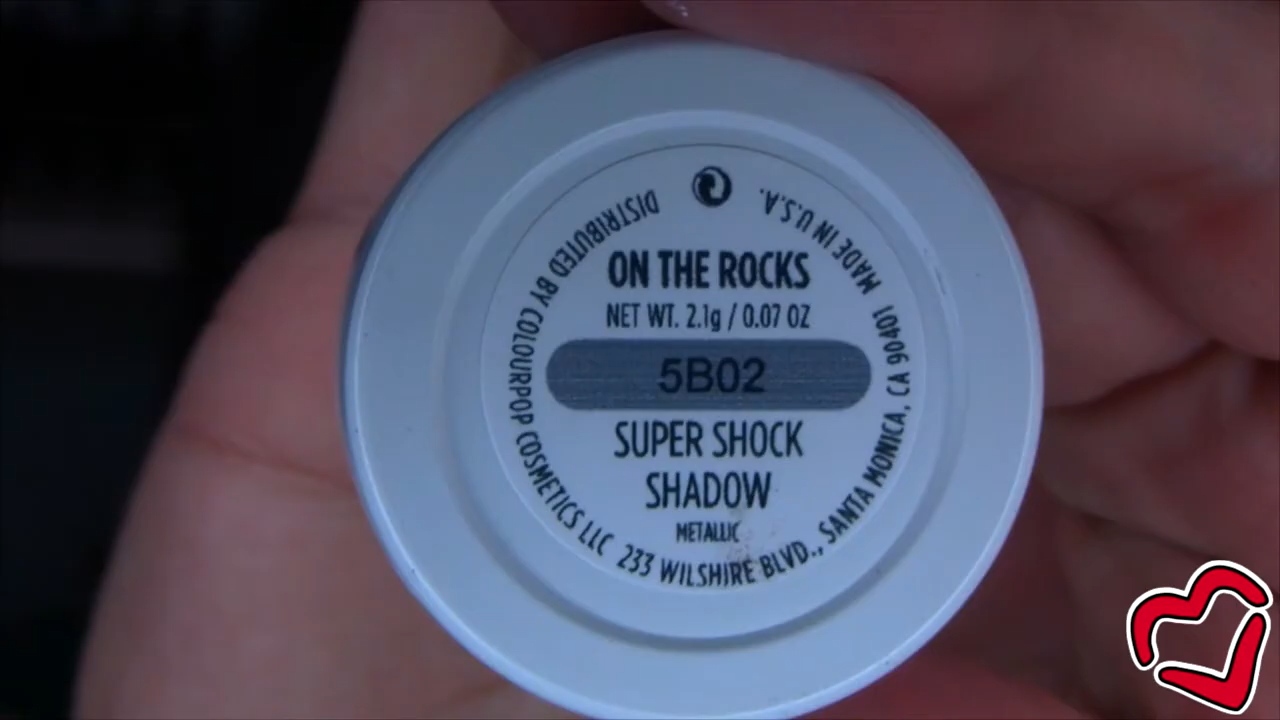 ON THE ROCKS
NET WT. 2.1g / 0.07 OZ
5B02
SUPER SHOCK
SHADOW
METALLIC
DISTRIBUTED BY COLOURPOP COSMETICS LLC 233 WILSHIRE BLVD., SANTA MONICA, CA 90401 MADE IN U.S.A.